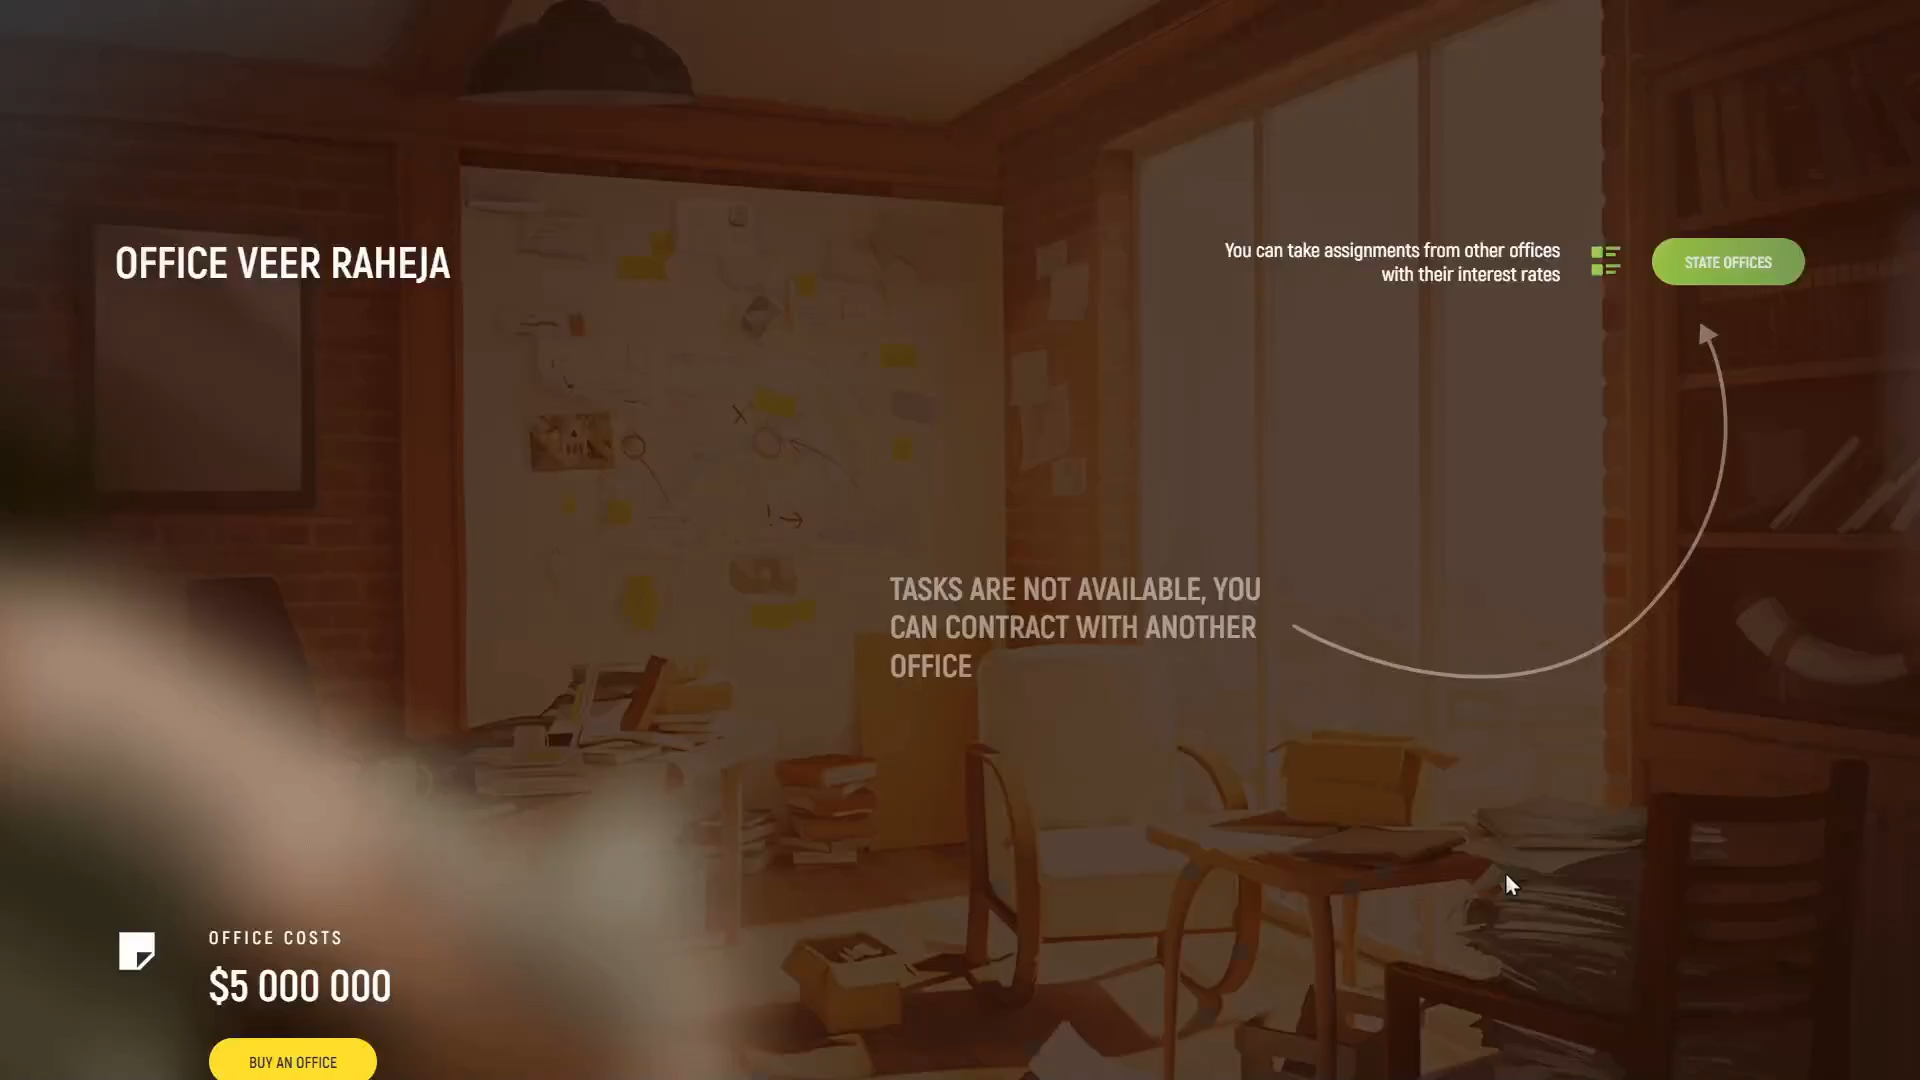 OFFICE VEER RAHEJA
You can take assignments from other offices
with their interest rates
STATE OFFICES
TASKS ARE NOT AVAILABLE, YOU
CAN CONTRACT WITH ANOTHER
OFFICE
OFFICE COSTS
$5 000 000
BUY AN OFFICE